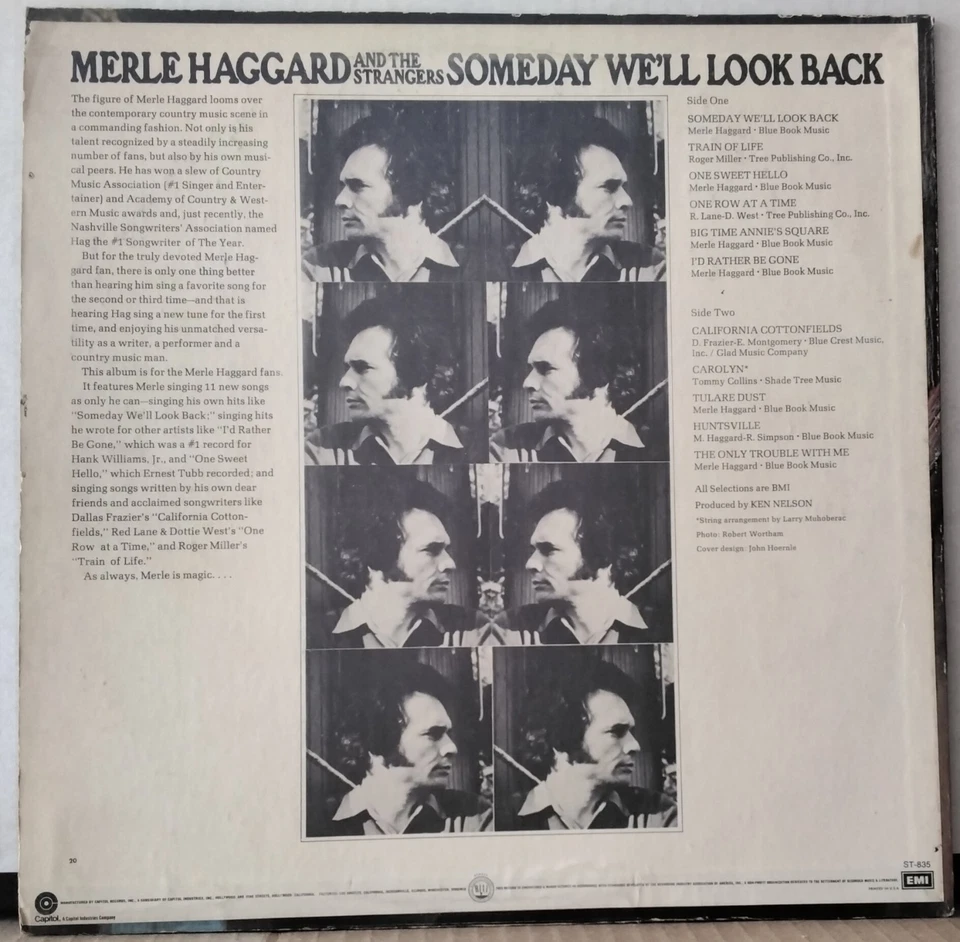 MERLE HAGGARD AND THE STRANGERS SOMEDAY WE'LL LOOK BACK
The figure of Merle Haggard looms over
the contemporary country music scene in
a commanding fashion. Not only is his
talent recognized by a steadily increasing
number of fans, but also by his own musi-
cal peers. He has won a slew of Country
Music Association (#1 Singer and Enter-
tainer) and Academy of Country & West-
ern Music awards and, just recently, the
Nashville Songwriters' Association named
Hag the #1 Songwriter of The Year.
But for the truly devoted Merle Hag-
gard fan, there is only one thing better
than hearing him sing a favorite song for
the second or third time—and that is
hearing Hag sing a new tune for the first
time, and enjoying his unmatched versa-
tility as a writer, a performer and a
country music man.
This album is for the Merle Haggard fans.
It features Merle singing 11 new songs
as only he can—singing his own hits like
"Someday We'll Look Back;" singing hits
he wrote for other artists like "I'd Rather
Be Gone," which was a #1 record for
Hank Williams, Jr., and "One Sweet
Hello," which Ernest Tubb recorded; and
singing songs written by his own dear
friends and acclaimed songwriters like
Dallas Frazier's "California Cotton-
fields," Red Lane & Dottie West's "One
Row at a Time," and Roger Miller's
"Train of Life."
As always, Merle is magic. . . .
Side One
SOMEDAY WE'LL LOOK BACK
Merle Haggard • Blue Book Music
TRAIN OF LIFE
Roger Miller • Tree Publishing Co., Inc.
ONE SWEET HELLO
Merle Haggard • Blue Book Music
ONE ROW AT A TIME
R. Lane-D. West • Tree Publishing Co., Inc.
BIG TIME ANNIE'S SQUARE
Merle Haggard • Blue Book Music
I'D RATHER BE GONE
Merle Haggard • Blue Book Music
Side Two
CALIFORNIA COTTONFIELDS
D. Frazier-E. Montgomery • Blue Crest Music,
Inc. / Glad Music Company
CAROLYN*
Tommy Collins • Shade Tree Music
TULARE DUST
Merle Haggard • Blue Book Music
HUNTSVILLE
M. Haggard-R. Simpson • Blue Book Music
THE ONLY TROUBLE WITH ME
Merle Haggard • Blue Book Music
All Selections are BMI
Produced by KEN NELSON
*String arrangement by Larry Muhoberac
Photo: Robert Wortham
Cover design: John Hoernle
20
ST-835
EMI
PRINTED IN U.S.A.
Capitol. A Capitol Industries Company
MANUFACTURED BY CAPITOL RECORDS, INC., A SUBSIDIARY OF CAPITOL INDUSTRIES, INC.